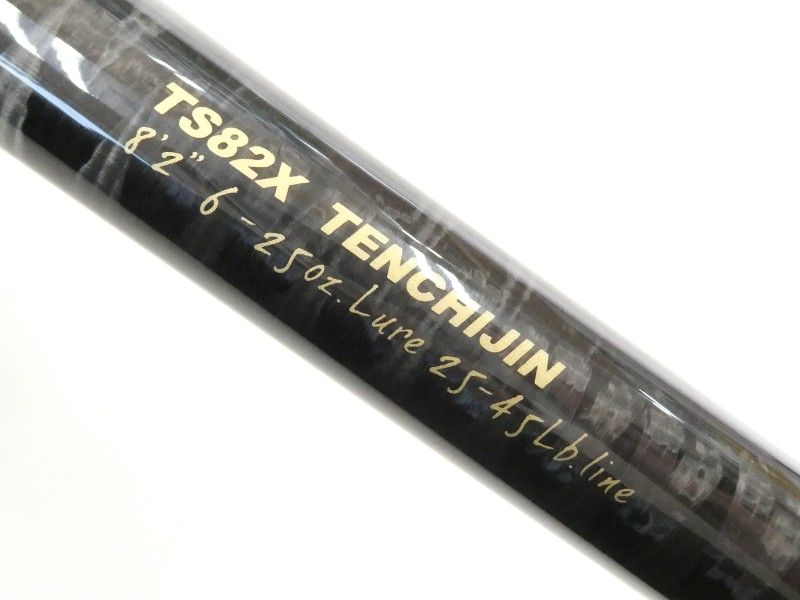 TS82X TENCHIJIN
8'2" 6-25oz. Lure 25-45Lb.line